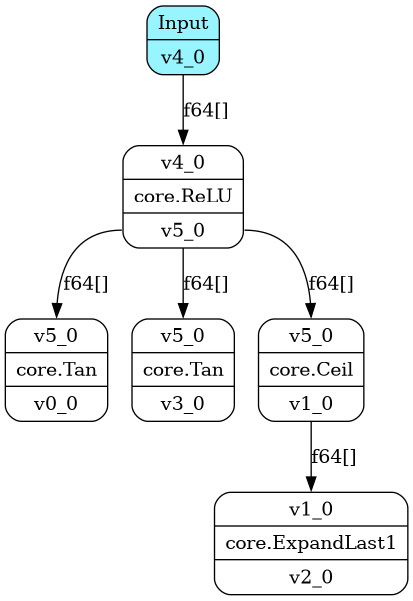 Input
v4_0
f64[]
v4_0
core.ReLU
v5_0
f64[]
f64[]
f64[]
v5_0
core.Tan
v0_0
v5_0
core.Tan
v3_0
v5_0
core.Ceil
v1_0
f64[]
v1_0
core.ExpandLast1
v2_0